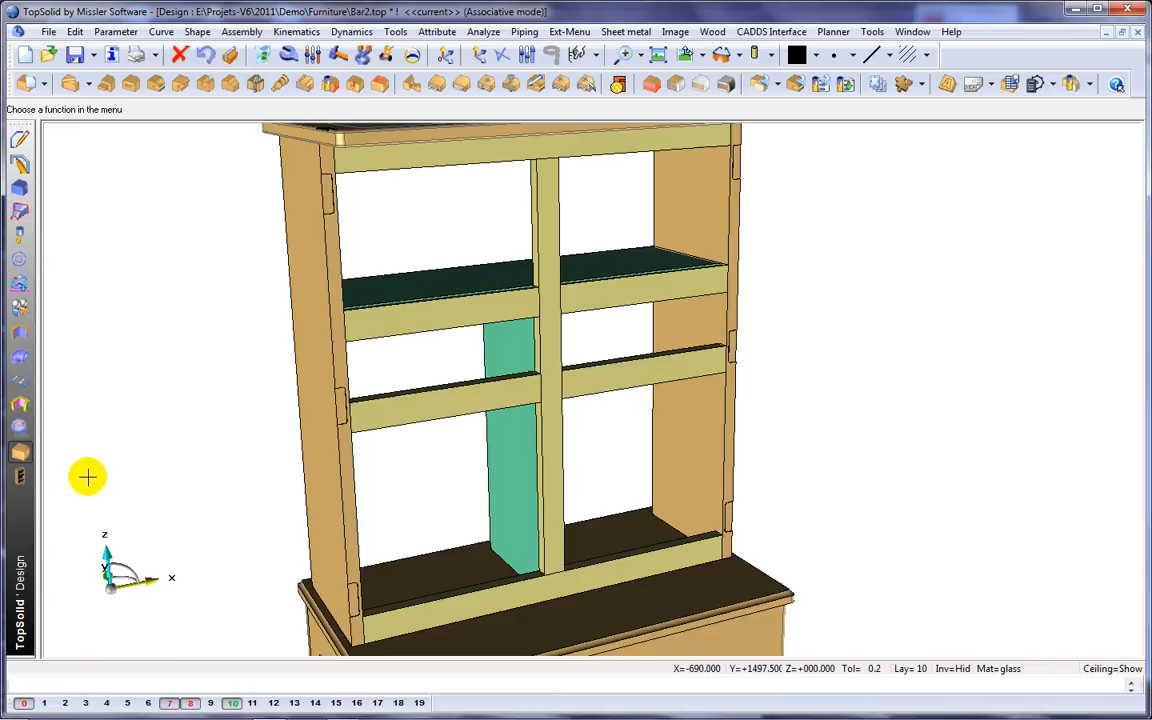 TopSolid by Missler Software - [Design : E:\Projets-V6\2011\Demo\Furniture\Bar2.top * ! <<current>> (Associative mode)]
File Edit Parameter Curve Shape Assembly Kinematics Dynamics Tools Attribute Analyze Piping Ext-Menu Sheet metal Image Wood CADDS Interface Planner Tools Window Help
Choose a function in the menu
z
y
x
TopSolid'Design
X=-690.000 Y=+1497.500 Z=+000.000 Tol= 0.2 Lay= 10 Inv=Hid Mat=glass Ceiling=Show
0 1 2 3 4 5 6 7 8 9 10 11 12 13 14 15 16 17 18 19